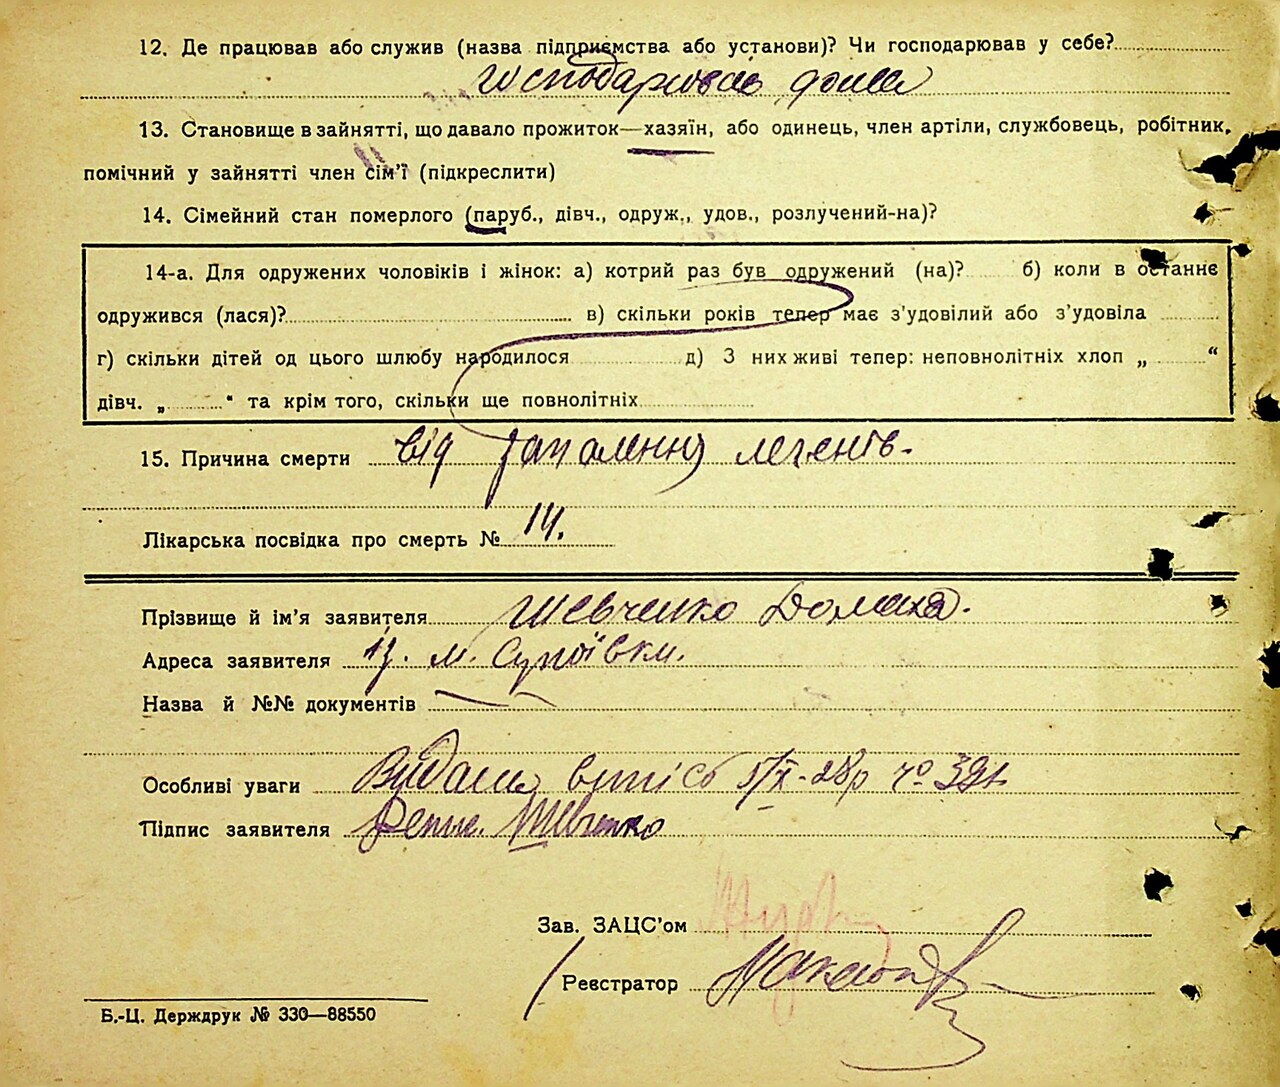 12. Де працював або служив (назва підприємства або установи)? Чи господарював у себе?
господарював дома
13. Становище в зайнятті, що давало прожиток—хазяїн, або одинець, член артіли, службовець, робітник,
помічний у зайнятті член сім'ї (підкреслити)
14. Сімейний стан померлого (паруб., дівч., одруж., удов., розлучений-на)?
14-а. Для одружених чоловіків і жінок: а) котрий раз був одружений (на)? б) коли в останнє
одружився (лася)? в) скільки років тепер має з'удовілий або з'удовіла
г) скільки дітей од цього шлюбу народилося д) З них живі тепер: неповнолітніх хлоп „ “
дівч. „ “ та крім того, скільки ще повнолітніх
15. Причина смерти від запалення легенів.
Лікарська посвідка про смерть № 14.
Прізвище й ім'я заявителя Шевченко Домаха.
Адреса заявителя із м. Супоївки.
Назва й №№ документів
Особливі уваги Видано випісь 5/X-28р чо 391
Підпис заявителя Шевченко
Зав. ЗАЦС'ом
Реєстратор
Б.-Ц. Держдрук № 330—88550